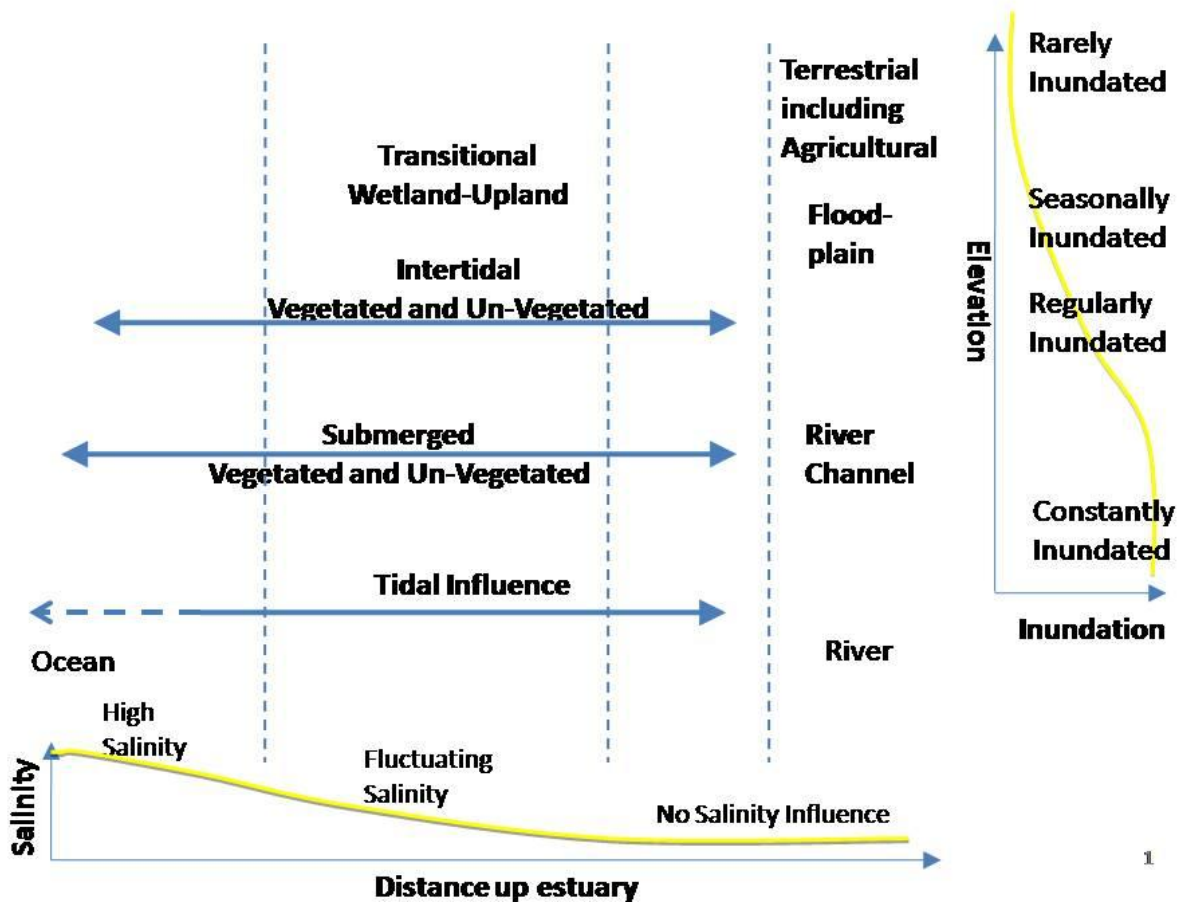 Terrestrial
including
Agricultural
Transitional
Wetland-Upland
Flood-
plain
Intertidal
Vegetated and Un-Vegetated
Submerged
Vegetated and Un-Vegetated
River
Channel
Tidal Influence
Ocean
River
High
Salinity
Fluctuating
Salinity
No Salinity Influence
Salinity
Distance up estuary
Rarely
Inundated
Seasonally
Inundated
Regularly
Inundated
Constantly
Inundated
Elevation
Inundation
1